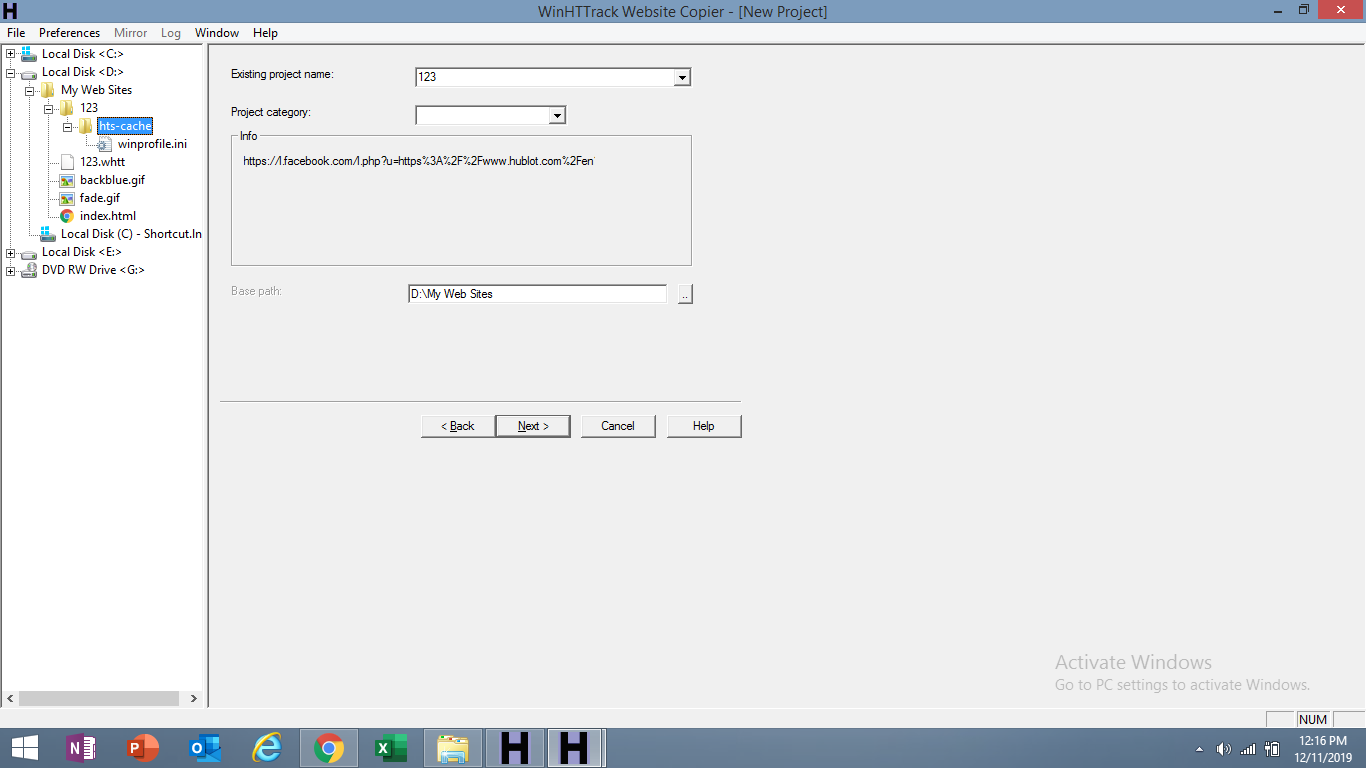 WinHTTrack Website Copier - [New Project]
File Preferences Mirror Log Window Help
Local Disk <C:>
Local Disk <D:>
My Web Sites
123
hts-cache
winprofile.ini
123.whtt
backblue.gif
fade.gif
index.html
Local Disk (C) - Shortcut.ln
Local Disk <E:>
DVD RW Drive <G:>
Existing project name: 123
Project category:
Info
https://l.facebook.com/l.php?u=https%3A%2F%2Fwww.hublot.com%2Fen
Base path: D:\My Web Sites ..
< Back Next > Cancel Help
Activate Windows
Go to PC settings to activate Windows.
NUM
12:16 PM
12/11/2019